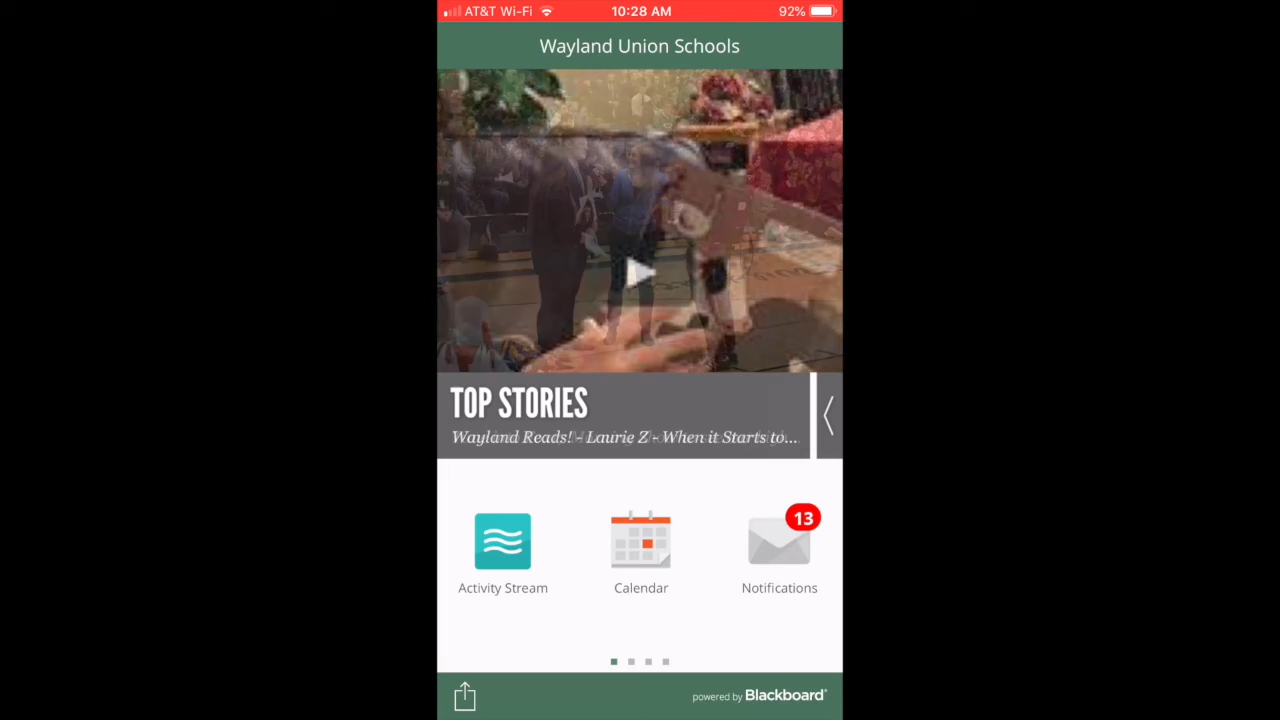 AT&T Wi-Fi 10:28 AM 92%
Wayland Union Schools
TOP STORIES
Wayland Reads! - Laurie Z - When it Starts to...
13
Activity Stream Calendar Notifications
powered by Blackboard